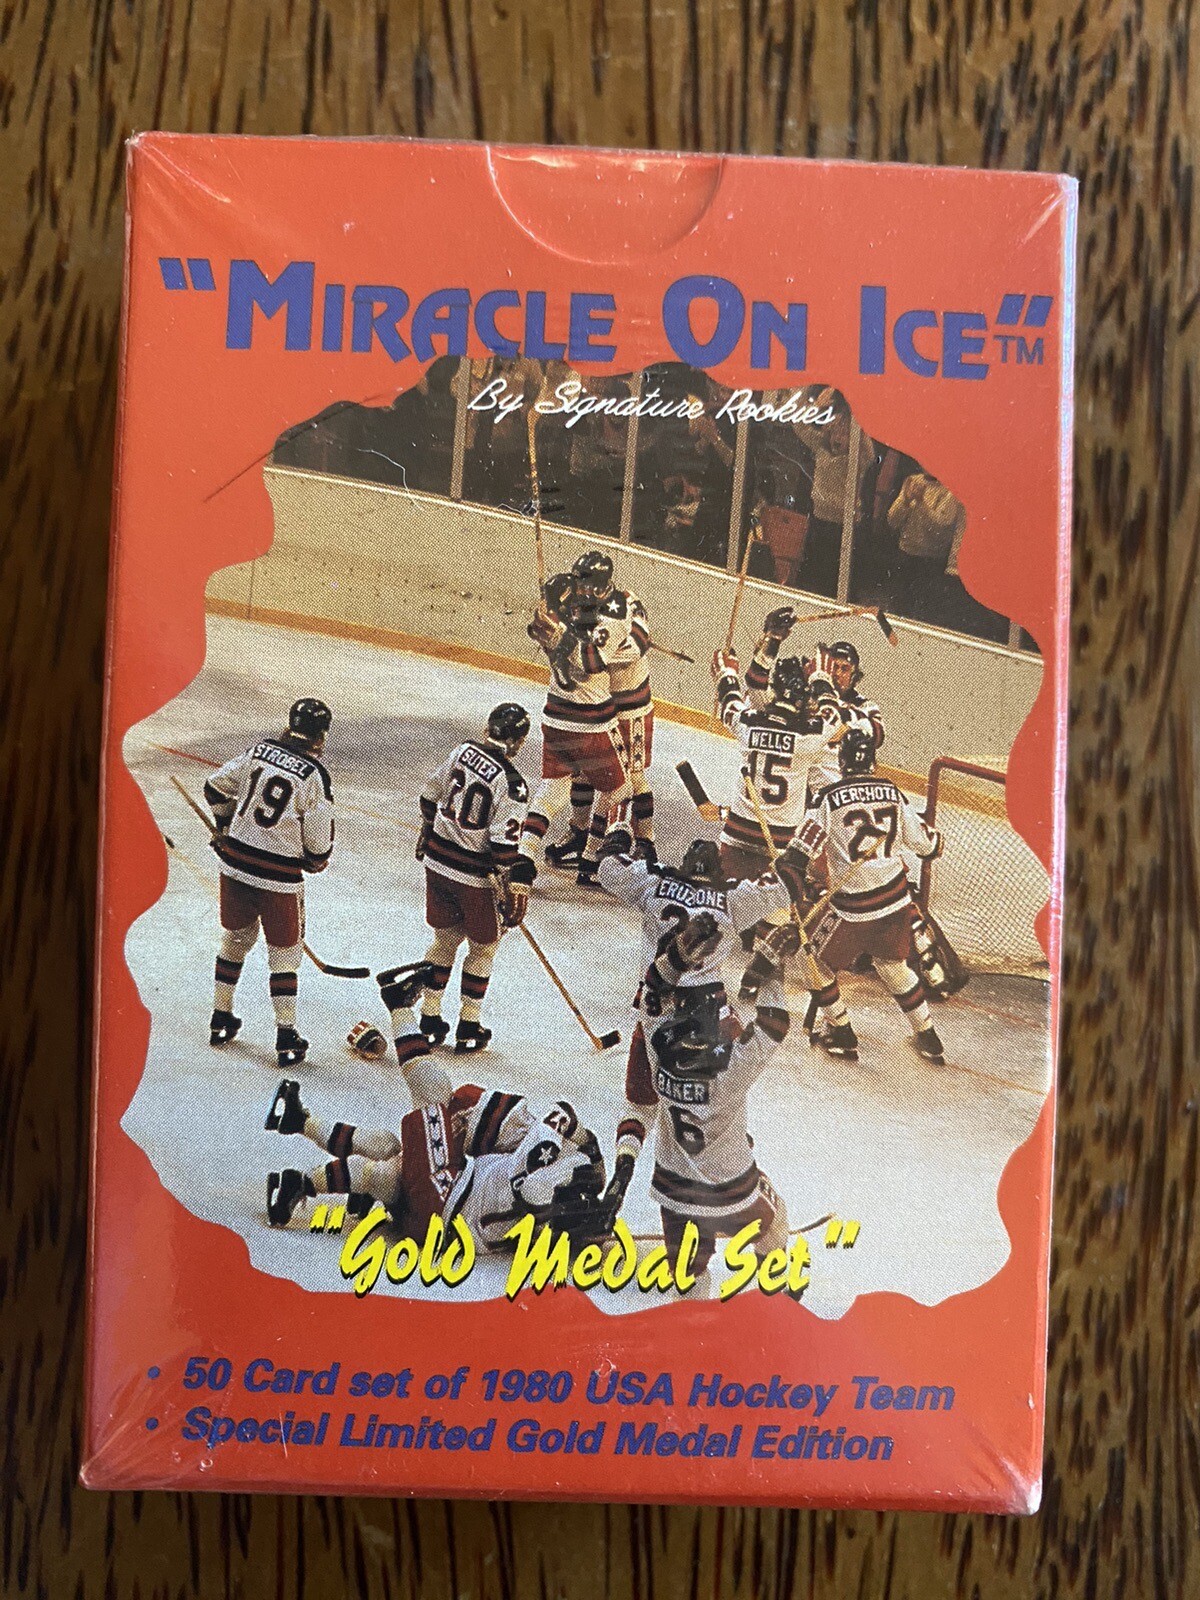 "MIRACLE ON ICE"™
By Signature Rookies
WELLS
15
STROBEL
19
SUTER
20
VERCHOTA
27
ERUZIONE
BAKER
6
"Gold Medal Set"
• 50 Card set of 1980 USA Hockey Team
• Special Limited Gold Medal Edition